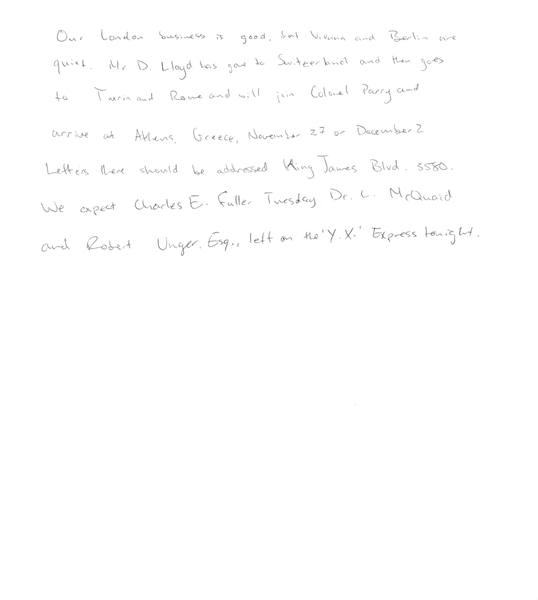 Our London business is good, but Vienna and Berlin are
quiet. Mr D. Lloyd has gone to Switzerland and then goes
to Turin and Rome and will join Colonel Parry and
arrive at Athens, Greece, November 27 or December 2
Letters there should be addressed King James Blvd. 3580.
We expect Charles E. Fuller Tuesday Dr. L. McQuaid
and Robert Unger, Esq., left on the 'Y.X.' Express tonight.